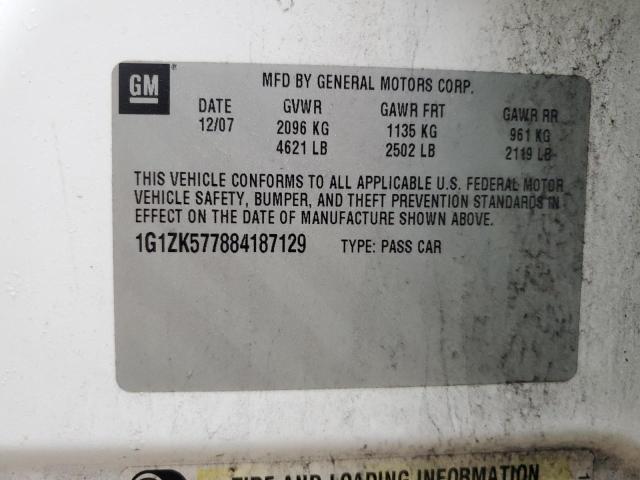 GM
MFD BY GENERAL MOTORS CORP.
DATE GVWR GAWR FRT GAWR RR
12/07 2096 KG 1135 KG 961 KG
4621 LB 2502 LB 2119 LB
THIS VEHICLE CONFORMS TO ALL APPLICABLE U.S. FEDERAL MOTOR
VEHICLE SAFETY, BUMPER, AND THEFT PREVENTION STANDARDS IN
EFFECT ON THE DATE OF MANUFACTURE SHOWN ABOVE.
1G1ZK577884187129 TYPE: PASS CAR
TIRE AND LOADING INFORMATION